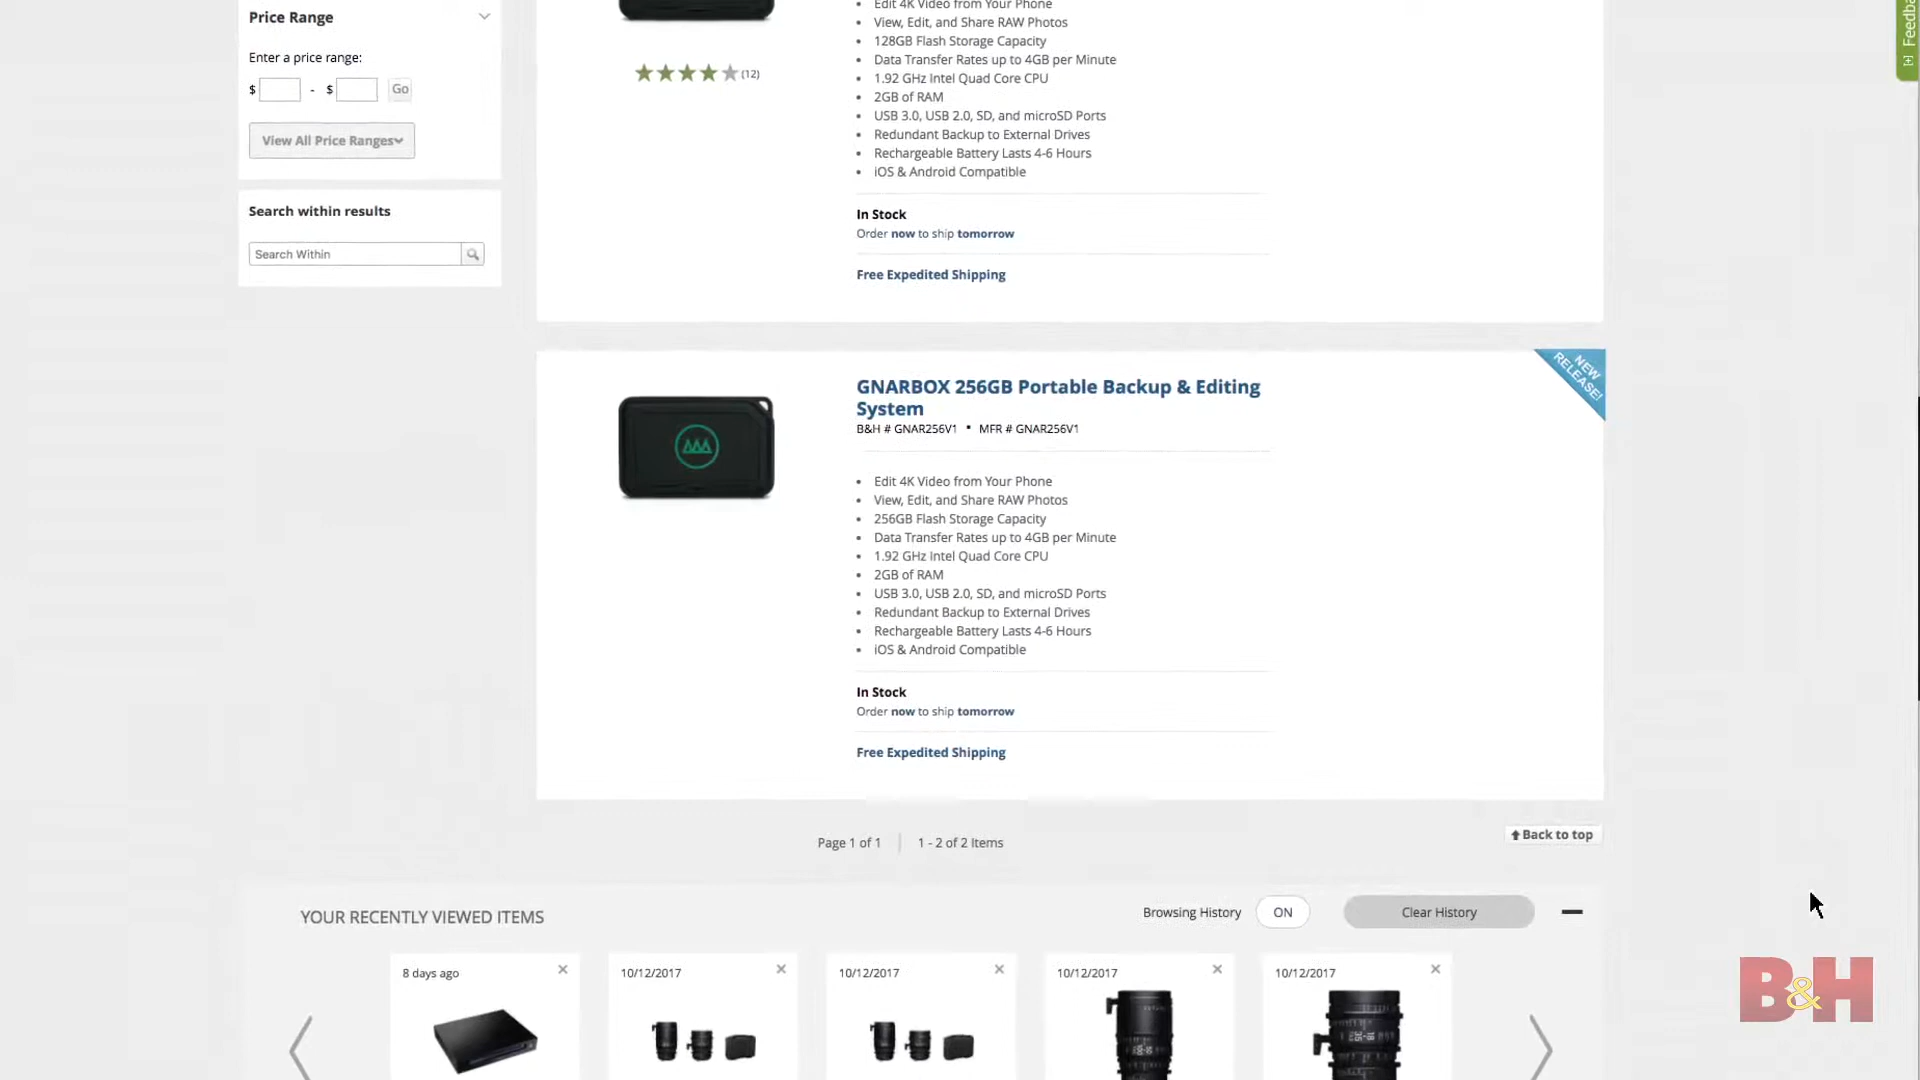 Price Range
Enter a price range:
$ - $ Go
View All Price Ranges
Search within results
Search Within
Edit 4K Video from Your Phone
View, Edit, and Share RAW Photos
128GB Flash Storage Capacity
Data Transfer Rates up to 4GB per Minute
1.92 GHz Intel Quad Core CPU
2GB of RAM
USB 3.0, USB 2.0, SD, and microSD Ports
Redundant Backup to External Drives
Rechargeable Battery Lasts 4-6 Hours
iOS & Android Compatible
(12)
In Stock
Order now to ship tomorrow
Free Expedited Shipping
NEW
RELEASE!
GNARBOX 256GB Portable Backup & Editing
System
B&H # GNAR256V1 • MFR # GNAR256V1
Edit 4K Video from Your Phone
View, Edit, and Share RAW Photos
256GB Flash Storage Capacity
Data Transfer Rates up to 4GB per Minute
1.92 GHz Intel Quad Core CPU
2GB of RAM
USB 3.0, USB 2.0, SD, and microSD Ports
Redundant Backup to External Drives
Rechargeable Battery Lasts 4-6 Hours
iOS & Android Compatible
In Stock
Order now to ship tomorrow
Free Expedited Shipping
Page 1 of 1 | 1 - 2 of 2 Items
Back to top
YOUR RECENTLY VIEWED ITEMS
Browsing History ON Clear History
8 days ago
10/12/2017
10/12/2017
10/12/2017
10/12/2017
B&H